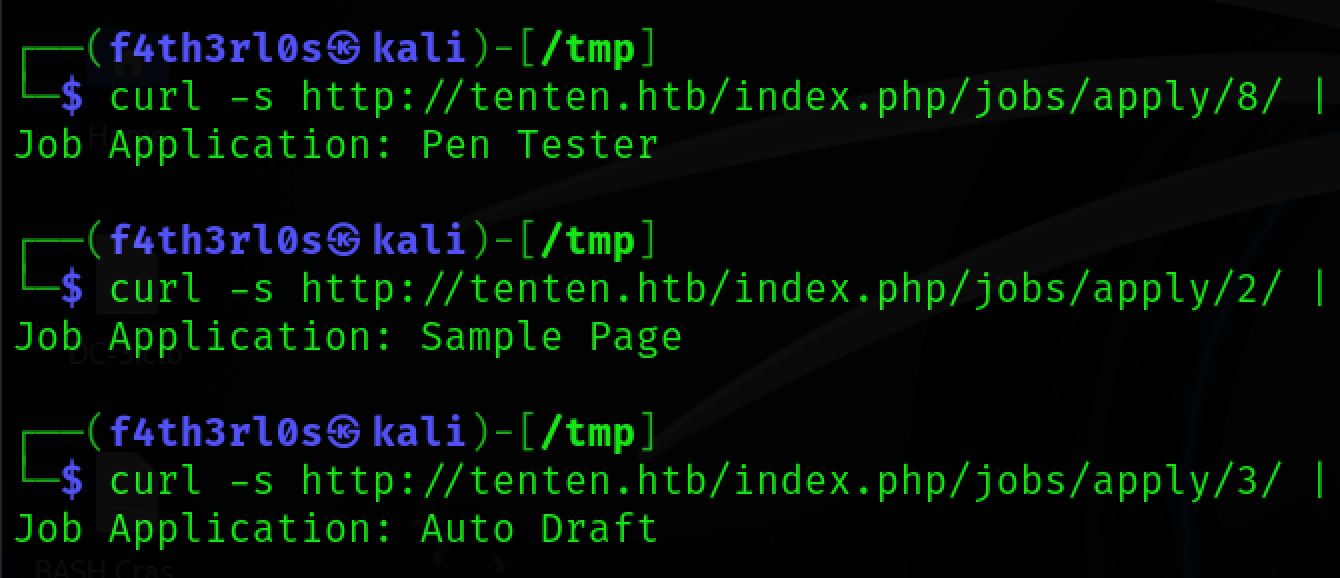 ┌──(f4th3rl0s㉿kali)-[/tmp]
└─$ curl -s http://tenten.htb/index.php/jobs/apply/8/ |
Job Application: Pen Tester
┌──(f4th3rl0s㉿kali)-[/tmp]
└─$ curl -s http://tenten.htb/index.php/jobs/apply/2/ |
Job Application: Sample Page
┌──(f4th3rl0s㉿kali)-[/tmp]
└─$ curl -s http://tenten.htb/index.php/jobs/apply/3/ |
Job Application: Auto Draft
BASH Cras